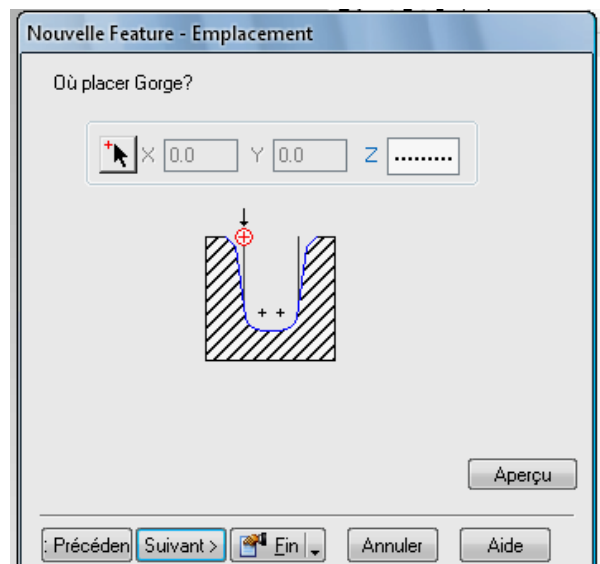 Nouvelle Feature - Emplacement
Où placer Gorge?
X 0.0 Y 0.0 Z .........
Aperçu
: Précéden Suivant > Fin Annuler Aide